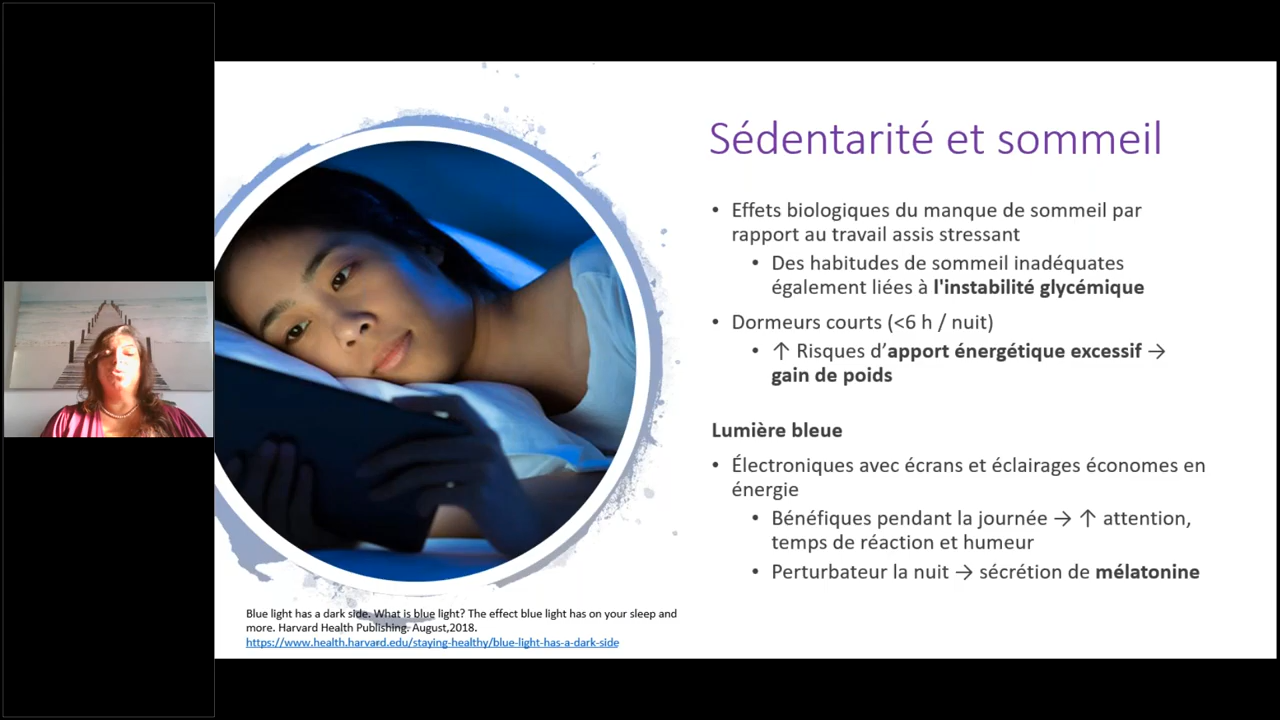 Sédentarité et sommeil
• Effets biologiques du manque de sommeil par
rapport au travail assis stressant
• Des habitudes de sommeil inadéquates
également liées à l'instabilité glycémique
• Dormeurs courts (<6 h / nuit)
• ↑ Risques d’apport énergétique excessif →
gain de poids
Lumière bleue
• Électroniques avec écrans et éclairages économes en
énergie
• Bénéfiques pendant la journée → ↑ attention,
temps de réaction et humeur
• Perturbateur la nuit → sécrétion de mélatonine
Blue light has a dark side. What is blue light? The effect blue light has on your sleep and
more. Harvard Health Publishing. August,2018.
https://www.health.harvard.edu/staying-healthy/blue-light-has-a-dark-side